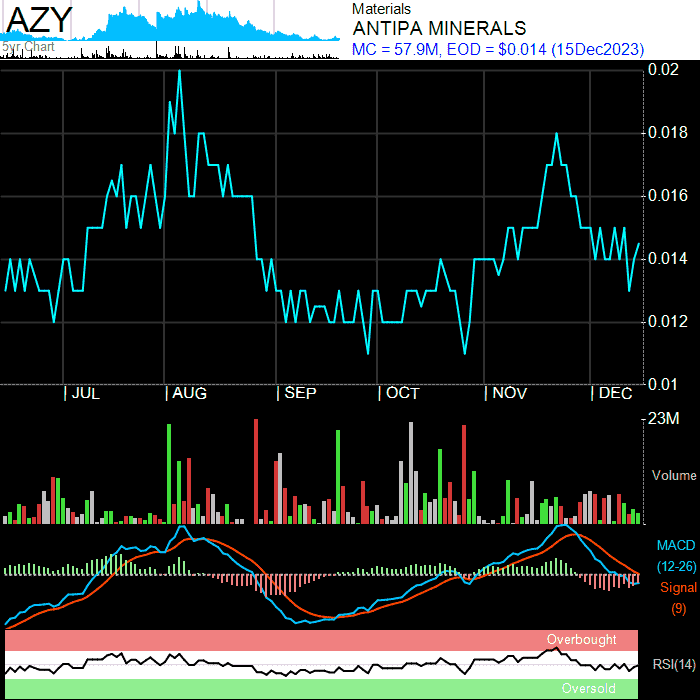 AZY
5yr Chart
Materials
ANTIPA MINERALS
MC = 57.9M, EOD = $0.014 (15Dec2023)
0.02
0.018
0.016
0.014
0.012
0.01
| JUL | AUG | SEP | OCT | NOV | DEC
23M
Volume
MACD
(12-26)
Signal
(9)
Overbought
RSI(14)
Oversold